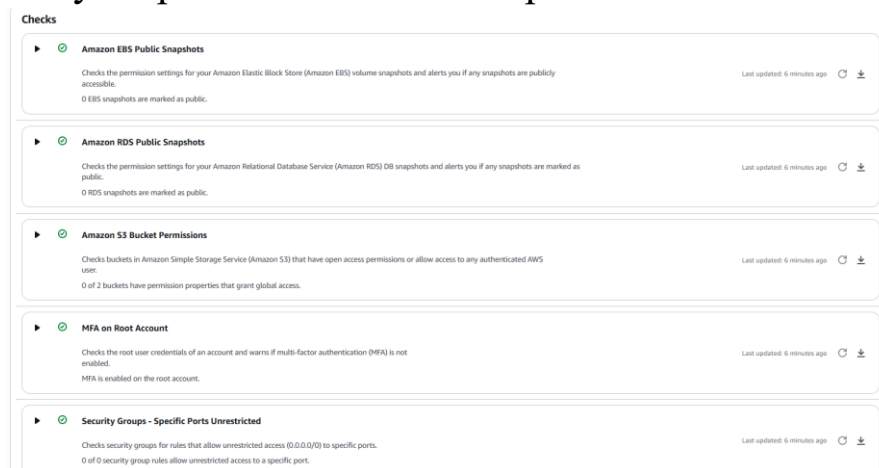 Checks
Amazon EBS Public Snapshots
Checks the permission settings for your Amazon Elastic Block Store (Amazon EBS) volume snapshots and alerts you if any snapshots are publicly
accessible.
Last updated: 6 minutes ago
0 EBS snapshots are marked as public.
Amazon RDS Public Snapshots
Checks the permission settings for your Amazon Relational Database Service (Amazon RDS) DB snapshots and alerts you if any snapshots are marked as
public.
Last updated: 6 minutes ago
0 RDS snapshots are marked as public.
Amazon S3 Bucket Permissions
Checks buckets in Amazon Simple Storage Service (Amazon S3) that have open access permissions or allow access to any authenticated AWS
user.
Last updated: 6 minutes ago
0 of 2 buckets have permission properties that grant global access.
MFA on Root Account
Checks the root user credentials of an account and warns if multi-factor authentication (MFA) is not
enabled.
Last updated: 6 minutes ago
MFA is enabled on the root account.
Security Groups - Specific Ports Unrestricted
Checks security groups for rules that allow unrestricted access (0.0.0.0/0) to specific ports.
Last updated: 6 minutes ago
0 of 0 security group rules allow unrestricted access to a specific port.